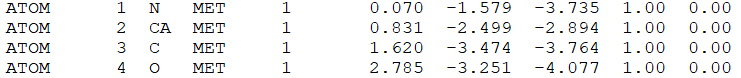 ATOM      1  N   MET     1       0.070  -1.579  -3.735  1.00  0.00
ATOM      2  CA  MET     1       0.831  -2.499  -2.894  1.00  0.00
ATOM      3  C   MET     1       1.620  -3.474  -3.764  1.00  0.00
ATOM      4  O   MET     1       2.785  -3.251  -4.077  1.00  0.00